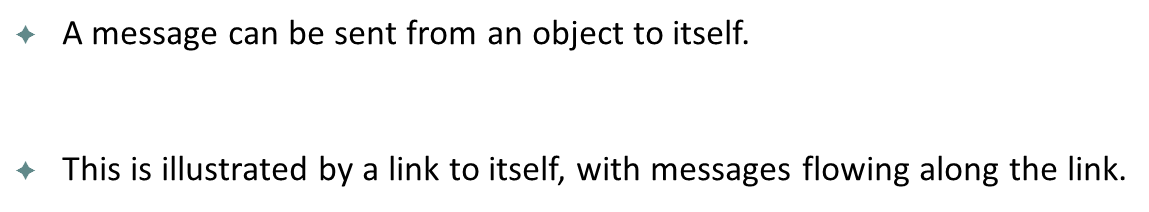 A message can be sent from an object to itself.
This is illustrated by a link to itself, with messages flowing along the link.